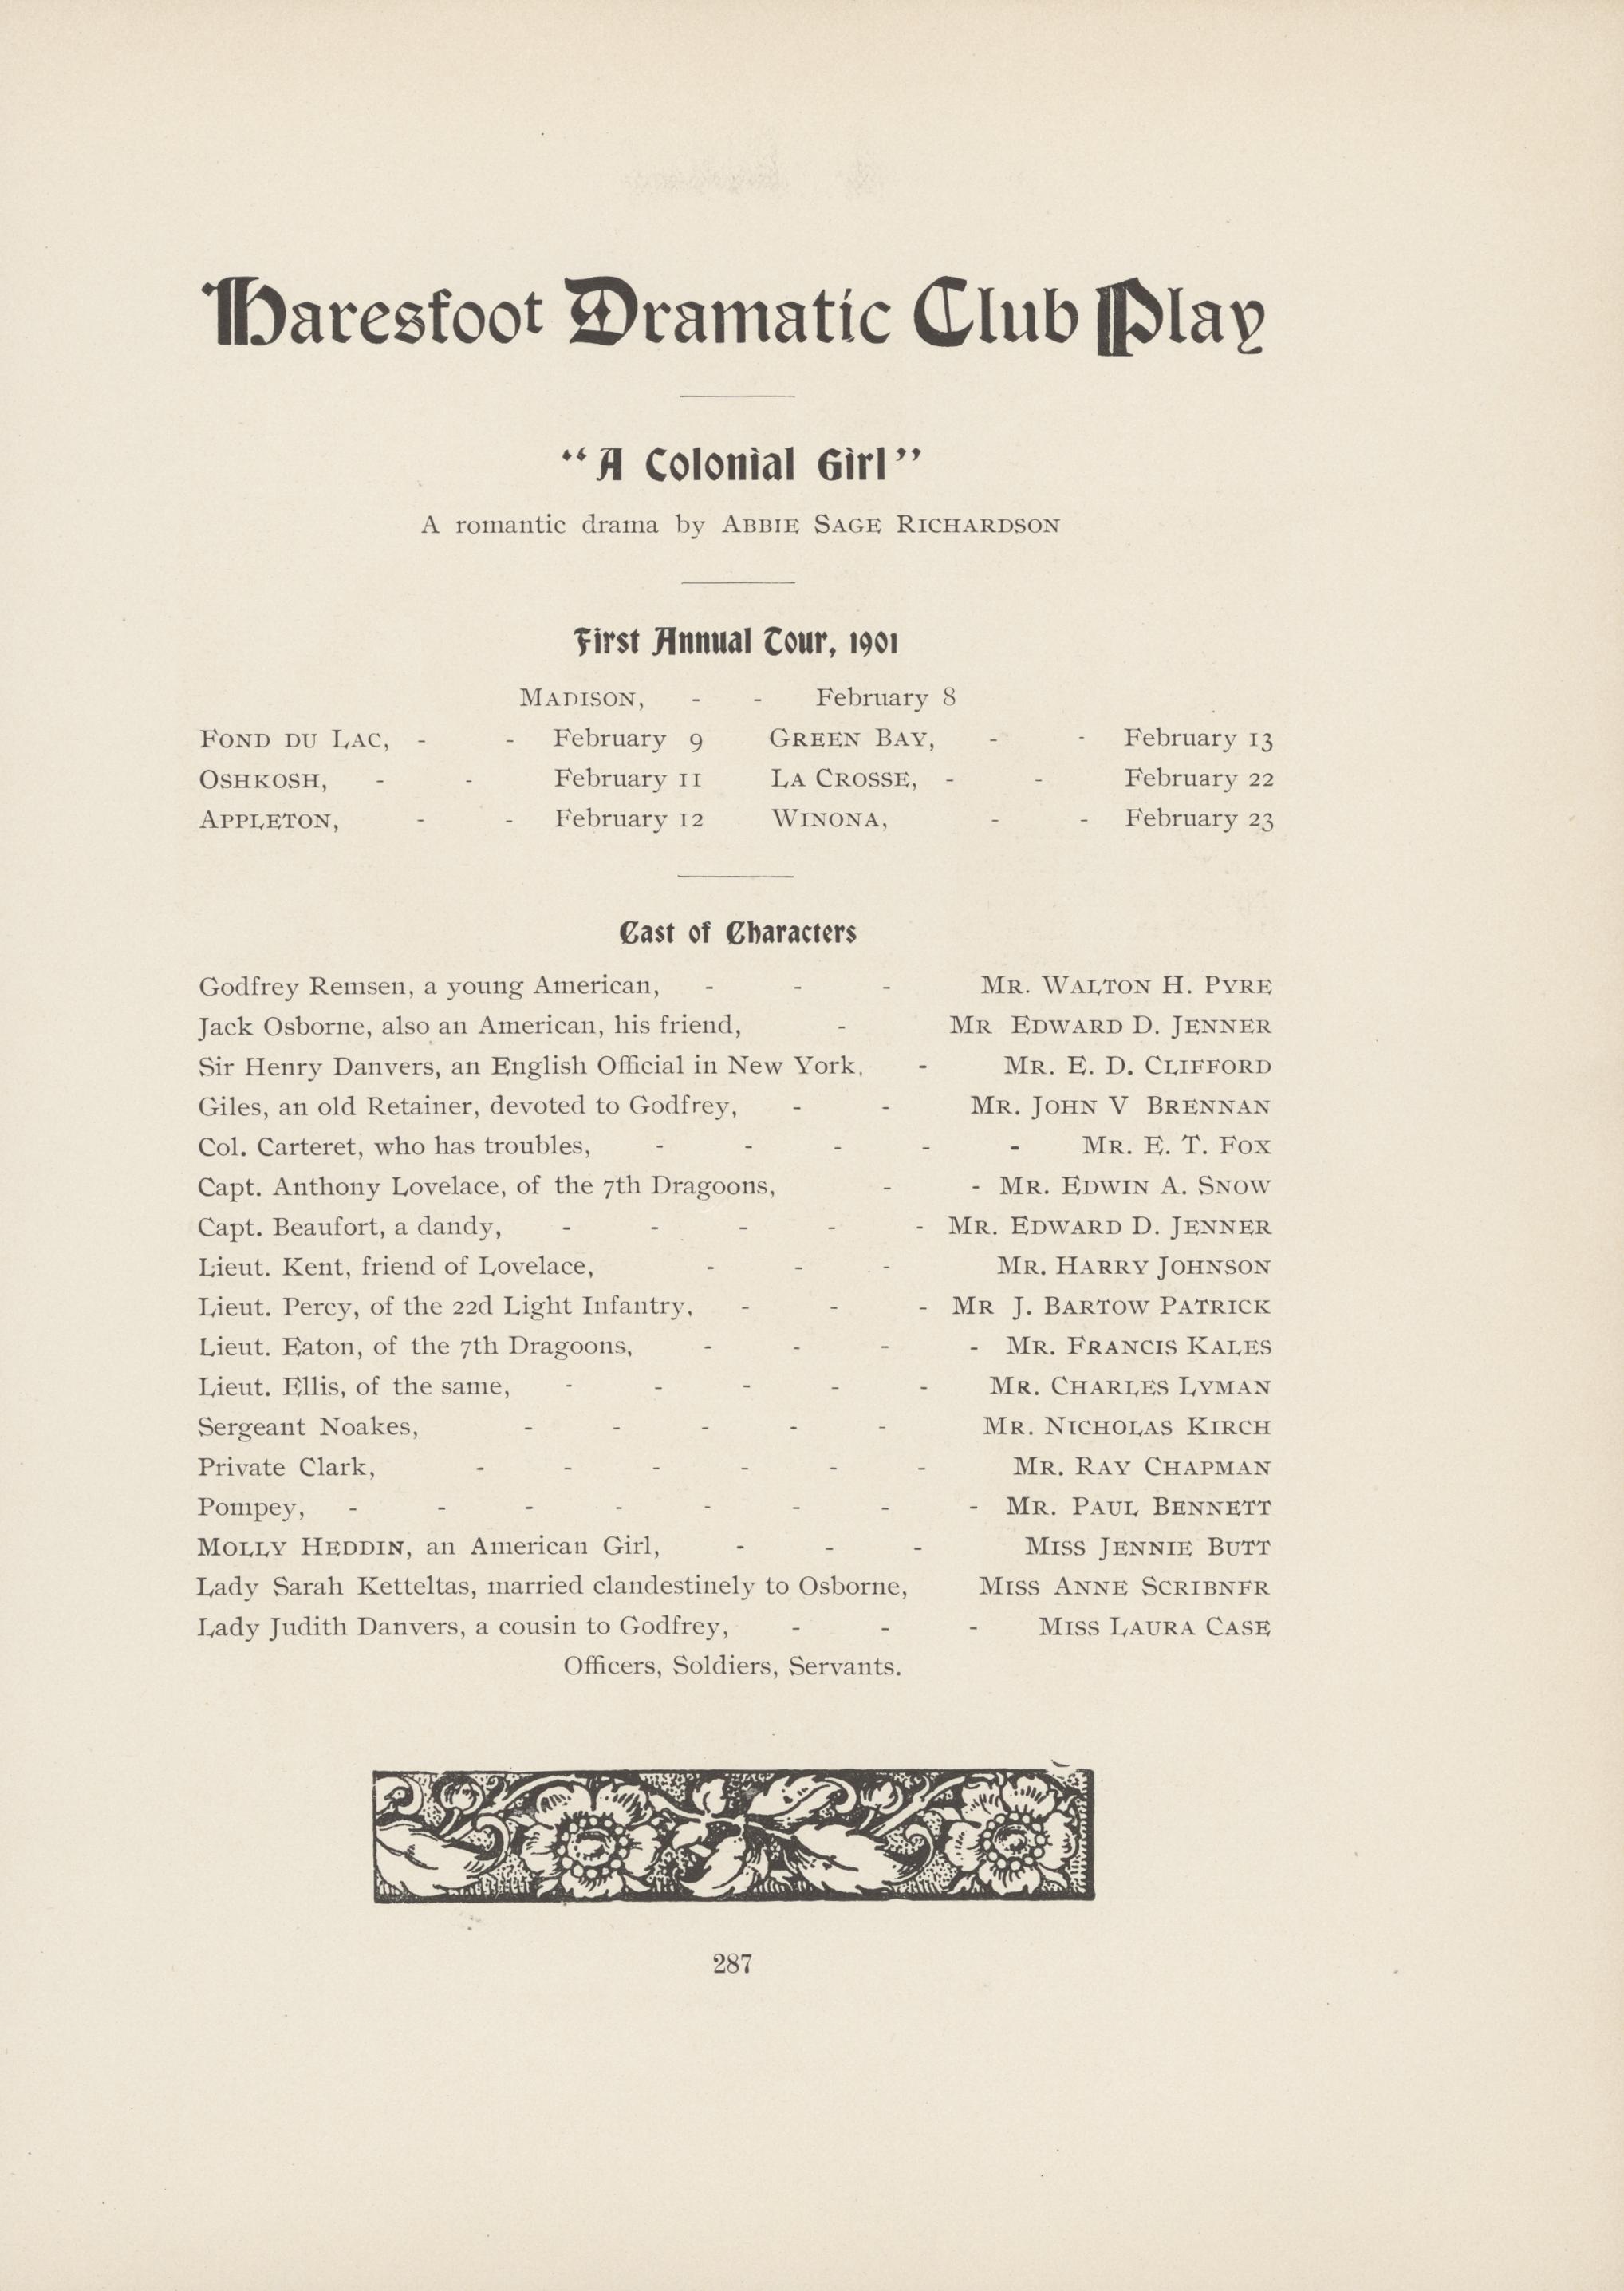 Haresfoot Dramatic Club Play
“A Colonial Girl”
A romantic drama by ABBIE SAGE RICHARDSON
First Annual Tour, 1901
MADISON, - - February 8
FOND DU LAC, - - February 9 GREEN BAY, - - February 13
OSHKOSH, - - February 11 LA CROSSE, - - February 22
APPLETON, - - February 12 WINONA, - - February 23
Cast of Characters
Godfrey Remsen, a young American, - - - MR. WALTON H. PYRE
Jack Osborne, also an American, his friend, - MR EDWARD D. JENNER
Sir Henry Danvers, an English Official in New York, - MR. E. D. CLIFFORD
Giles, an old Retainer, devoted to Godfrey, - - MR. JOHN V BRENNAN
Col. Carteret, who has troubles, - - - - - MR. E. T. FOX
Capt. Anthony Lovelace, of the 7th Dragoons, - - MR. EDWIN A. SNOW
Capt. Beaufort, a dandy, - - - - - MR. EDWARD D. JENNER
Lieut. Kent, friend of Lovelace, - - - MR. HARRY JOHNSON
Lieut. Percy, of the 22d Light Infantry, - - - MR J. BARTOW PATRICK
Lieut. Eaton, of the 7th Dragoons, - - - - MR. FRANCIS KALES
Lieut. Ellis, of the same, - - - - - MR. CHARLES LYMAN
Sergeant Noakes, - - - - - MR. NICHOLAS KIRCH
Private Clark, - - - - - - MR. RAY CHAPMAN
Pompey, - - - - - - - - MR. PAUL BENNETT
MOLLY HEDDIN, an American Girl, - - - MISS JENNIE BUTT
Lady Sarah Ketteltas, married clandestinely to Osborne, MISS ANNE SCRIBNER
Lady Judith Danvers, a cousin to Godfrey, - - - MISS LAURA CASE
Officers, Soldiers, Servants.
287